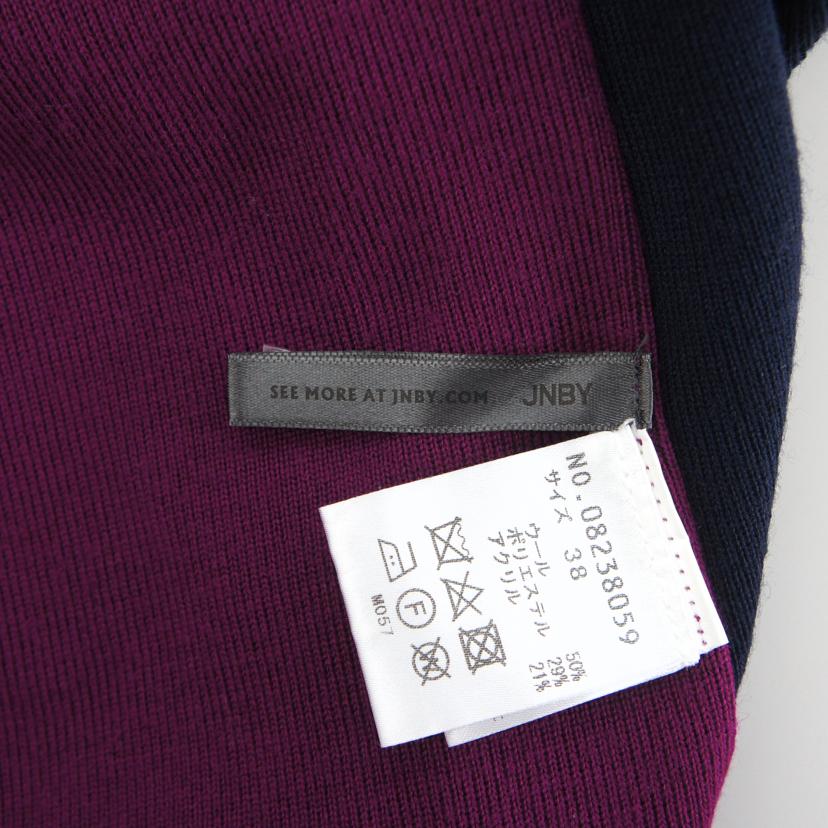 SEE MORE AT JNBY.COM JNBY
NO.08238059
サイズ 38
ウール 50%
ポリエステル 29%
アクリル 21%
F
W
M057